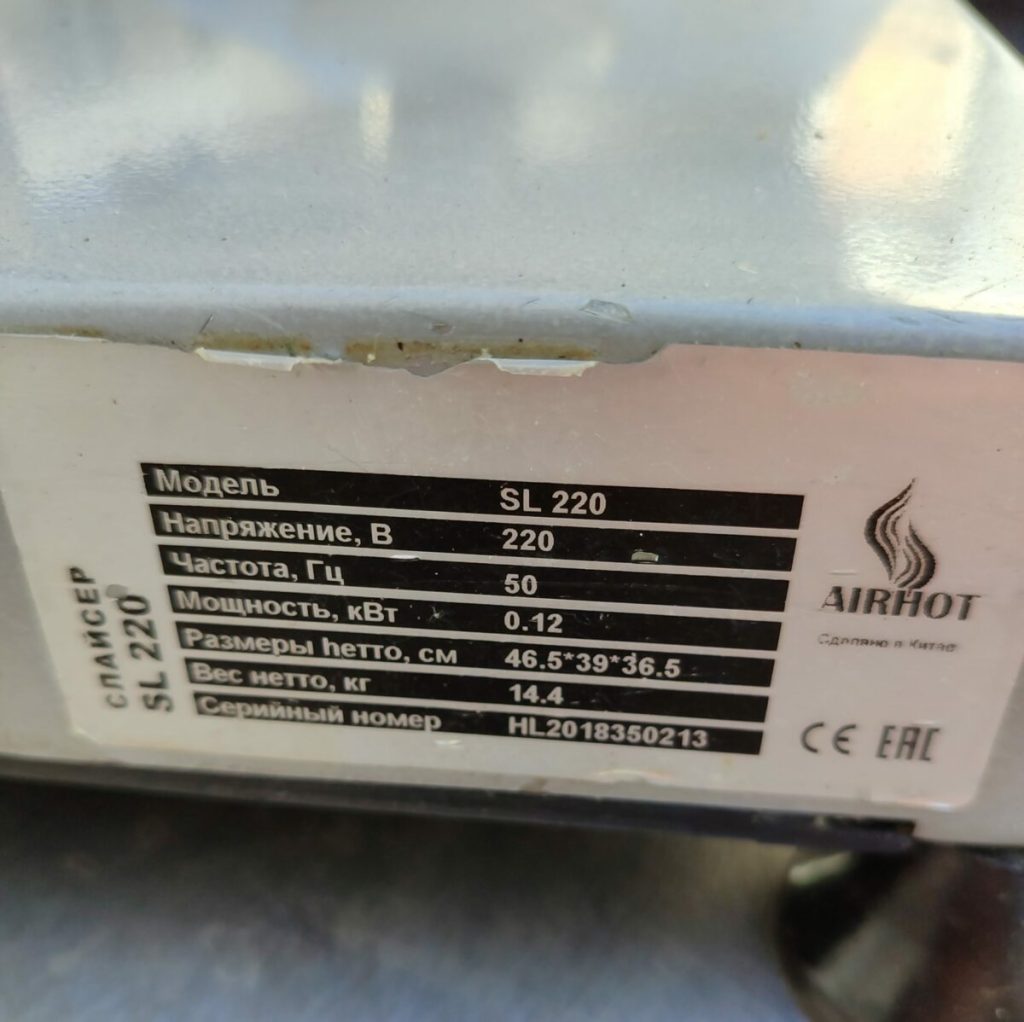 СЛАЙСЕР
SL 220
Модель SL 220
Напряжение, В 220
Частота, Гц 50
Мощность, кВт 0.12
Размеры hетто, см 46.5*39*36.5
Вес нетто, кг 14.4
Серийный номер HL2018350213
AIRHOT
Сделано в Китае
CE EAC